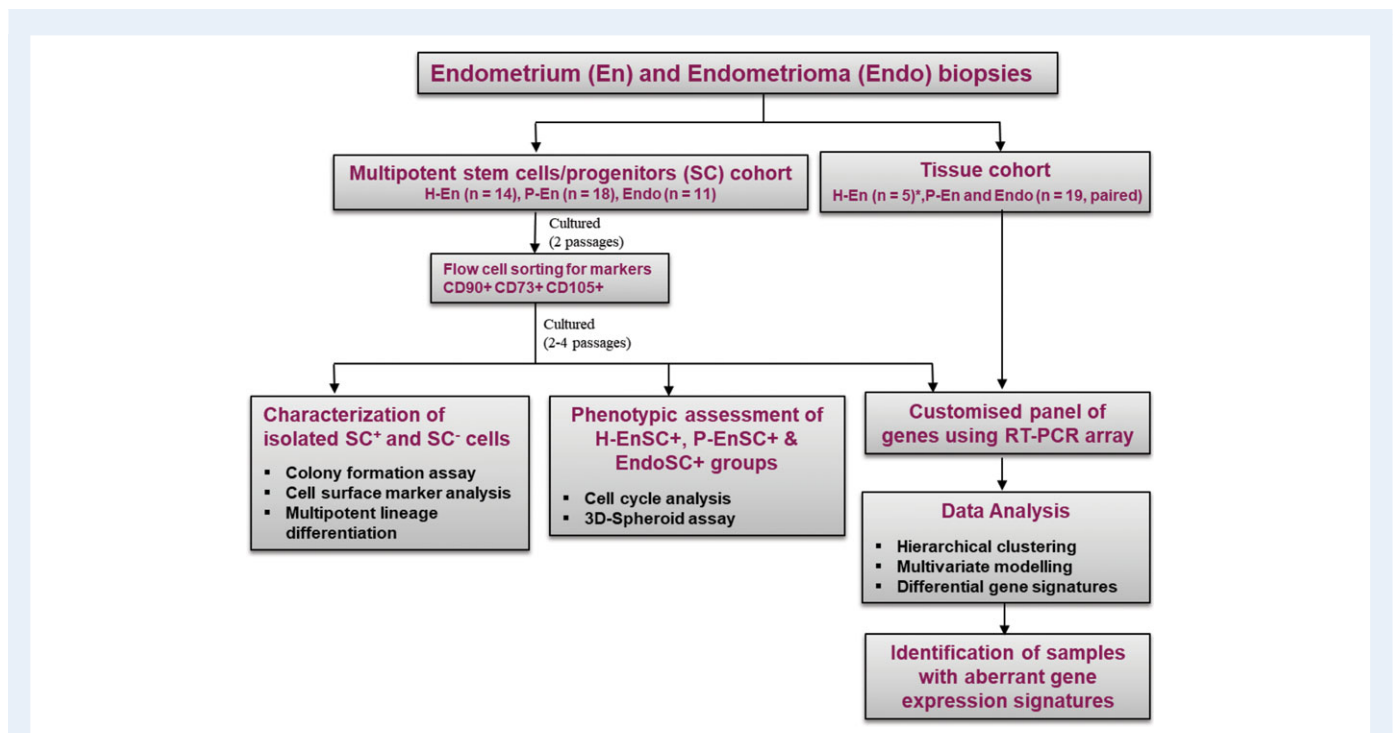 Endometrium (En) and Endometrioma (Endo) biopsies
Multipotent stem cells/progenitors (SC) cohort
H-En (n = 14), P-En (n = 18), Endo (n = 11)
Tissue cohort
H-En (n = 5)*,P-En and Endo (n = 19, paired)
Cultured
(2 passages)
Flow cell sorting for markers
CD90+ CD73+ CD105+
Cultured
(2-4 passages)
Characterization of
isolated SC⁺ and SC⁻ cells
▪ Colony formation assay
▪ Cell surface marker analysis
▪ Multipotent lineage
differentiation
Phenotypic assessment of
H-EnSC+, P-EnSC+ &
EndoSC+ groups
▪ Cell cycle analysis
▪ 3D-Spheroid assay
Customised panel of
genes using RT-PCR array
Data Analysis
▪ Hierarchical clustering
▪ Multivariate modelling
▪ Differential gene signatures
Identification of samples
with aberrant gene
expression signatures